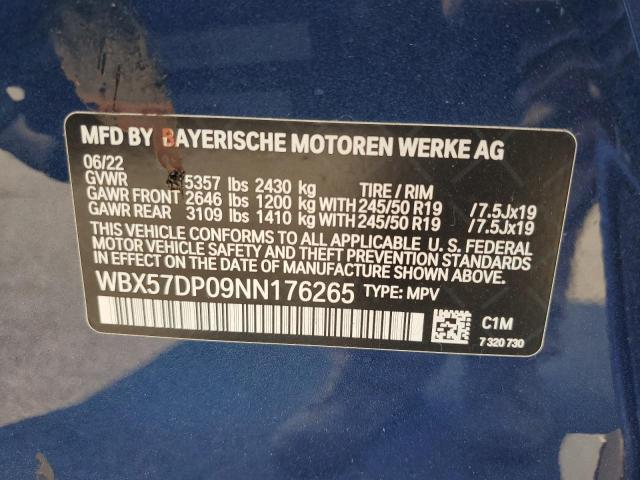 MFD BY BAYERISCHE MOTOREN WERKE AG
06/22
GVWR 5357 lbs 2430 kg TIRE / RIM
GAWR FRONT 2646 lbs 1200 kg WITH 245/50 R19 /7.5Jx19
GAWR REAR 3109 lbs 1410 kg WITH 245/50 R19 /7.5Jx19
THIS VEHICLE CONFORMS TO ALL APPLICABLE U.S. FEDERAL
MOTOR VEHICLE SAFETY AND THEFT PREVENTION STANDARDS
IN EFFECT ON THE DATE OF MANUFACTURE SHOWN ABOVE.
WBX57DP09NN176265 TYPE: MPV
C1M
7 320 730